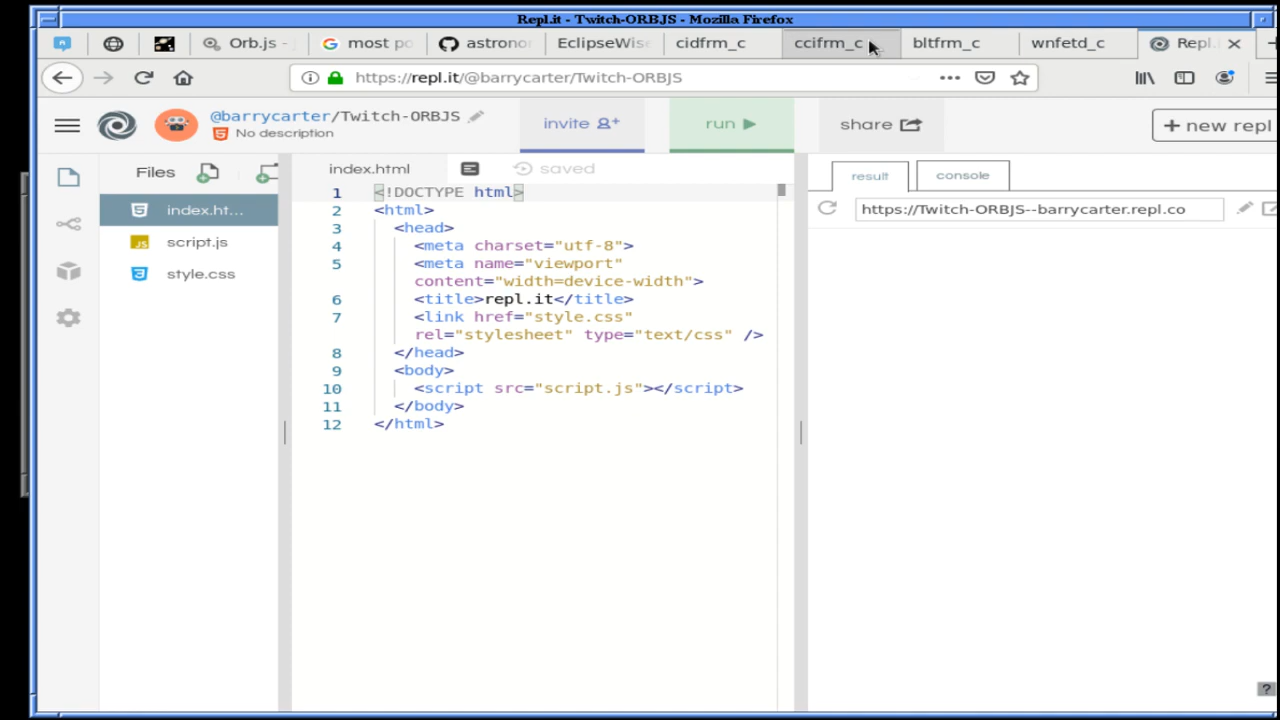 Repl.it - Twitch-ORBJS - Mozilla Firefox
Orb.js -
most po
astrono
EclipseWis
cidfrm_c
ccifrm_c
bltfrm_c
wnfetd_c
Repl.
https://repl.it/@barrycarter/Twitch-ORBJS
@barrycarter/Twitch-ORBJS
No description
invite
run
share
+ new repl
Files
index.html
saved
result
console
index.ht...
script.js
style.css
https://Twitch-ORBJS--barrycarter.repl.co
1 <!DOCTYPE html>
2 <html>
3 <head>
4 <meta charset="utf-8">
5 <meta name="viewport"
content="width=device-width">
6 <title>repl.it</title>
7 <link href="style.css"
rel="stylesheet" type="text/css" />
8 </head>
9 <body>
10 <script src="script.js"></script>
11 </body>
12 </html>
?